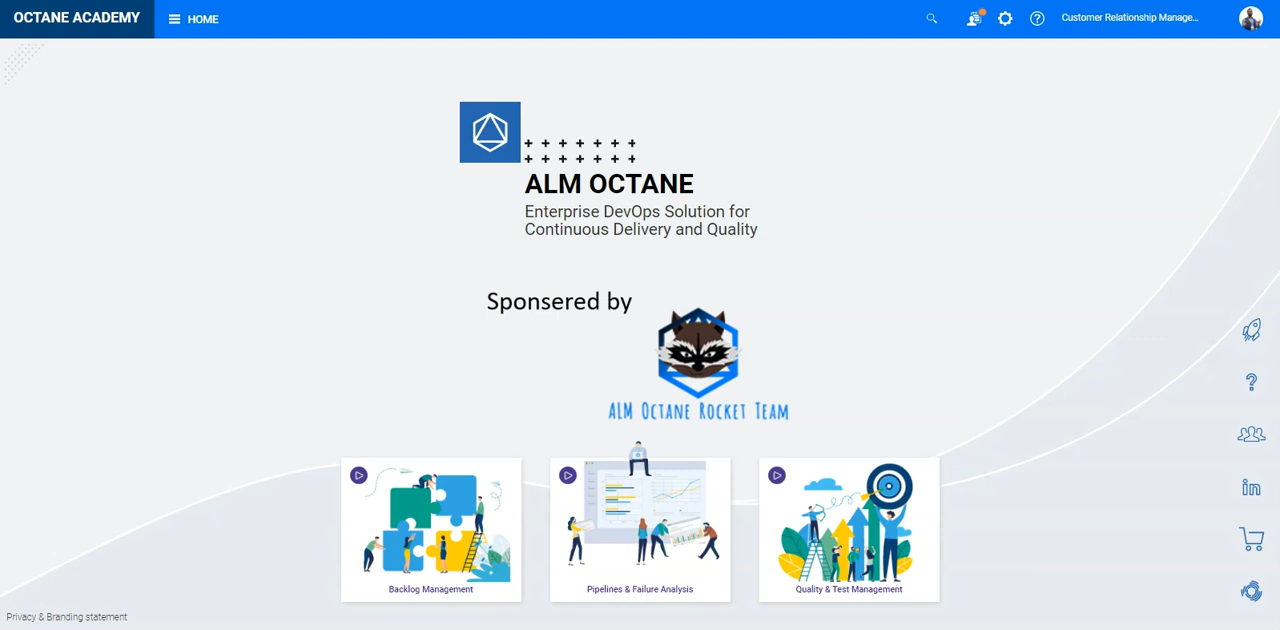 OCTANE ACADEMY
HOME
Customer Relationship Manage...
ALM OCTANE
Enterprise DevOps Solution for
Continuous Delivery and Quality
Sponsered by
ALM OCTANE ROCKET TEAM
Backlog Management
Pipelines & Failure Analysis
Quality & Test Management
Privacy & Branding statement